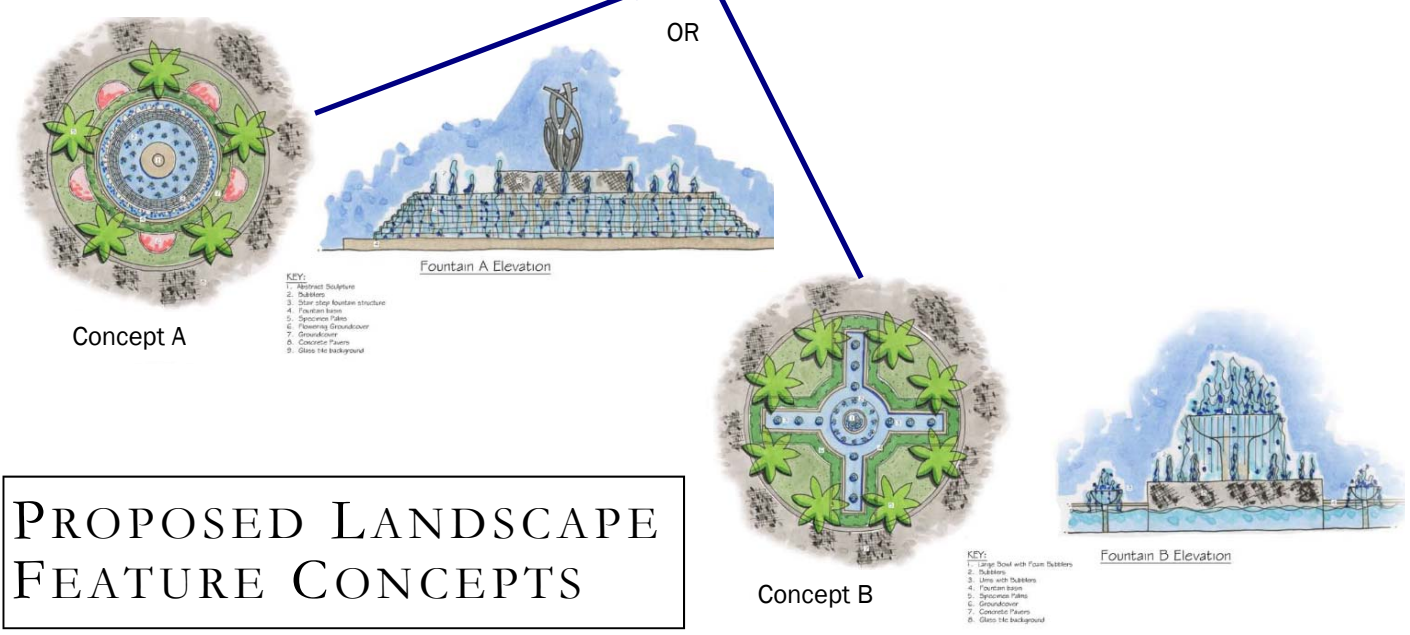 OR
Fountain A Elevation
KEY:
1. Abstract Sculpture
2. Bubblers
3. Stair step fountain structure
4. Fountain basin
5. Specimen Palms
6. Flowering Groundcover
7. Groundcover
8. Concrete Pavers
9. Glass tile background
Concept A
PROPOSED LANDSCAPE
FEATURE CONCEPTS
Fountain B Elevation
KEY:
1. Large Bowl with Foam Bubblers
2. Bubblers
3. Urns with Bubblers
4. Fountain basin
5. Specimen Palms
6. Groundcover
7. Concrete Pavers
8. Glass tile background
Concept B